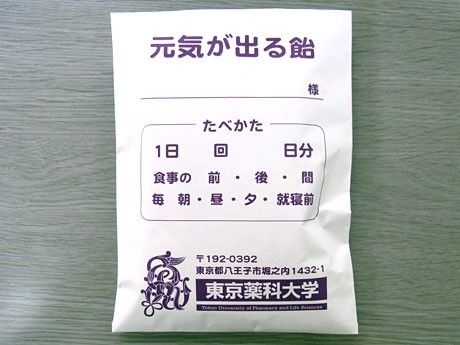 元気が出る飴
様
たべかた
1日 回 日分
食事の 前・後・間
毎 朝・昼・夕・就寝前
〒192-0392
東京都八王子市堀之内1432-1
東京薬科大学
Tokyo University of Pharmacy and Life Sciences